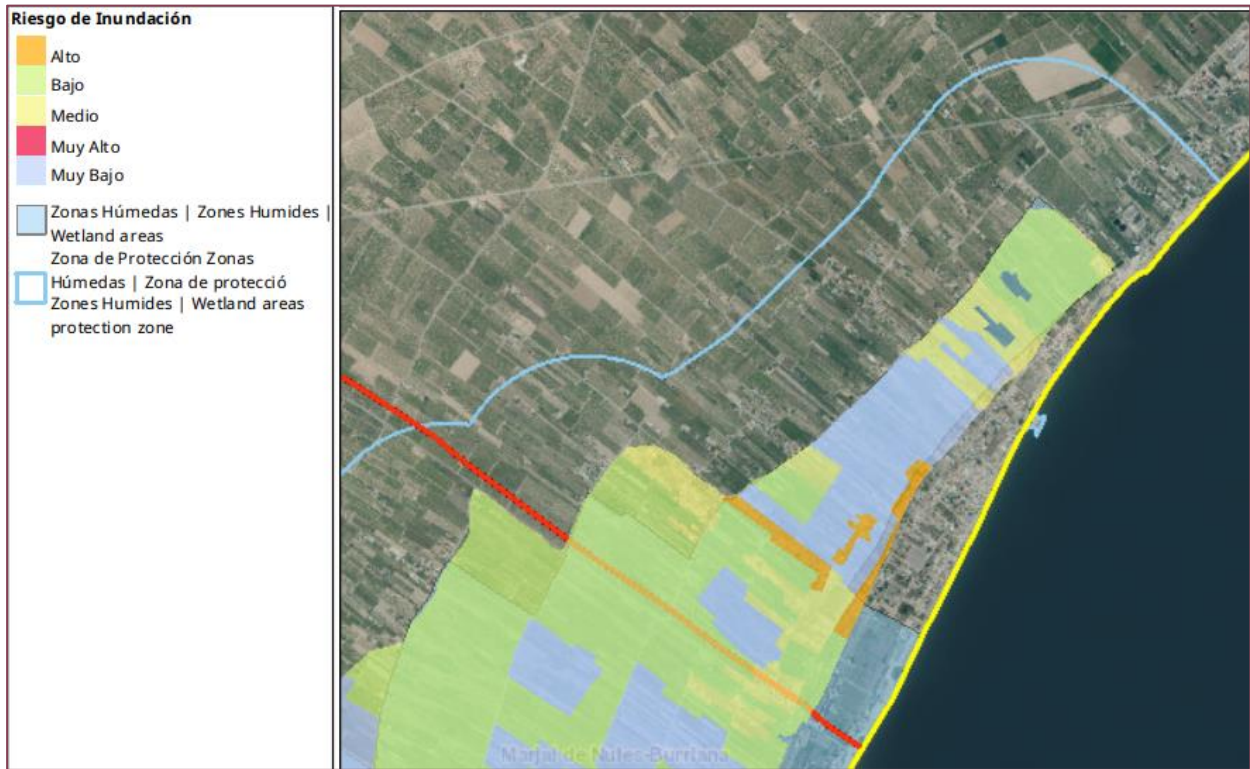 Riesgo de Inundación
Alto
Bajo
Medio
Muy Alto
Muy Bajo
Zonas Húmedas | Zones Humides |
Wetland areas
Zona de Protección Zonas
Húmedas | Zona de protecció
Zones Humides | Wetland areas
protection zone
Marjal de Nules-Burriana